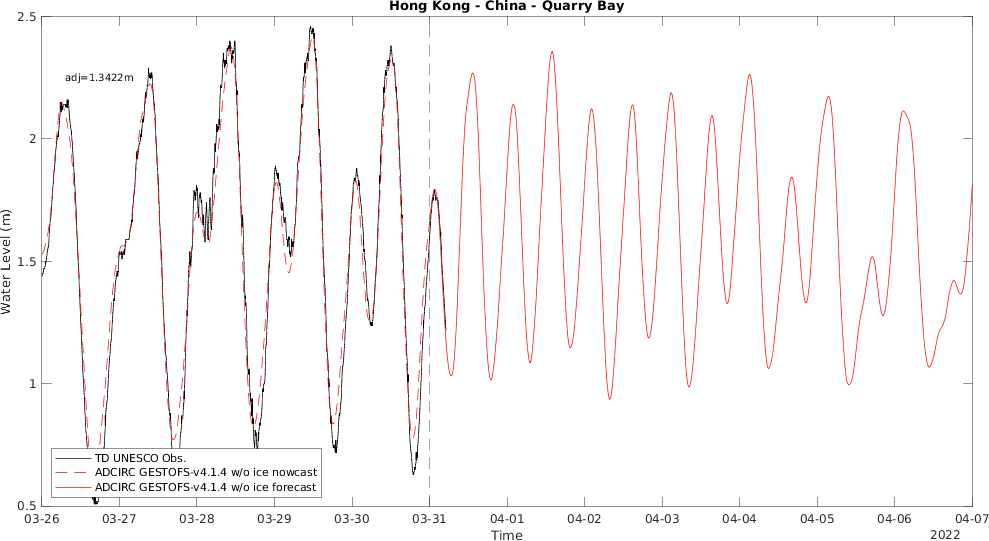 Hong Kong - China - Quarry Bay
2.5
adj=1.3422m
2
Water Level (m)
1.5
1
TD UNESCO Obs.
ADCIRC GESTOFS-v4.1.4 w/o ice nowcast
ADCIRC GESTOFS-v4.1.4 w/o ice forecast
0.5
03-26 03-27 03-28 03-29 03-30 03-31 04-01 04-02 04-03 04-04 04-05 04-06 04-07
Time
2022